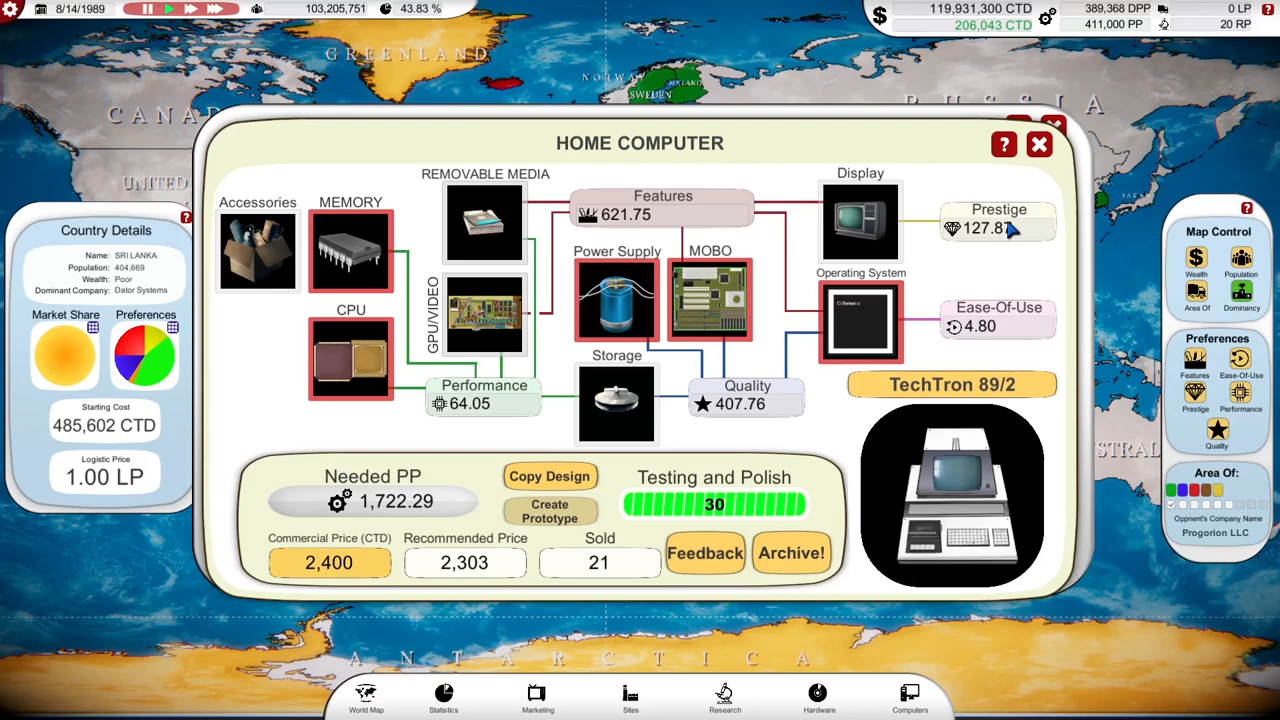 8/14/1989
103,205,751
43.83 %
$
119,931,300 CTD
206,043 CTD
389,368 DPP
411,000 PP
0 LP
20 RP
?
GREENLAND
NORWAY
FINLAND
SWEDEN
CANAD
RUSSIA
UNITED
HOME COMPUTER
?
?
Country Details
Name: SRI LANKA
Population: 404,669
Wealth: Poor
Dominant Company: Dator Systems
Market Share
Preferences
Starting Cost
485,602 CTD
Logistic Price
1.00 LP
Accessories
MEMORY
REMOVABLE MEDIA
Features
621.75
Display
Prestige
127.87
CPU
GPU/VIDEO
Power Supply
MOBO
Operating System
Ease-Of-Use
4.80
Performance
64.05
Storage
Quality
407.76
TechTron 89/2
Needed PP
1,722.29
Copy Design
Create
Prototype
Testing and Polish
30
Commercial Price (CTD)
2,400
Recommended Price
2,303
Sold
21
Feedback
Archive!
?
Map Control
$
Wealth
Population
Area Of
Dominancy
Preferences
Features
Ease-Of-Use
Prestige
Performance
Quality
Area Of:
Oppnent's Company Name
Progorion LLC
STRAL
ANTARCTICA
World Map
Statistics
Marketing
Sites
Research
Hardware
Computers